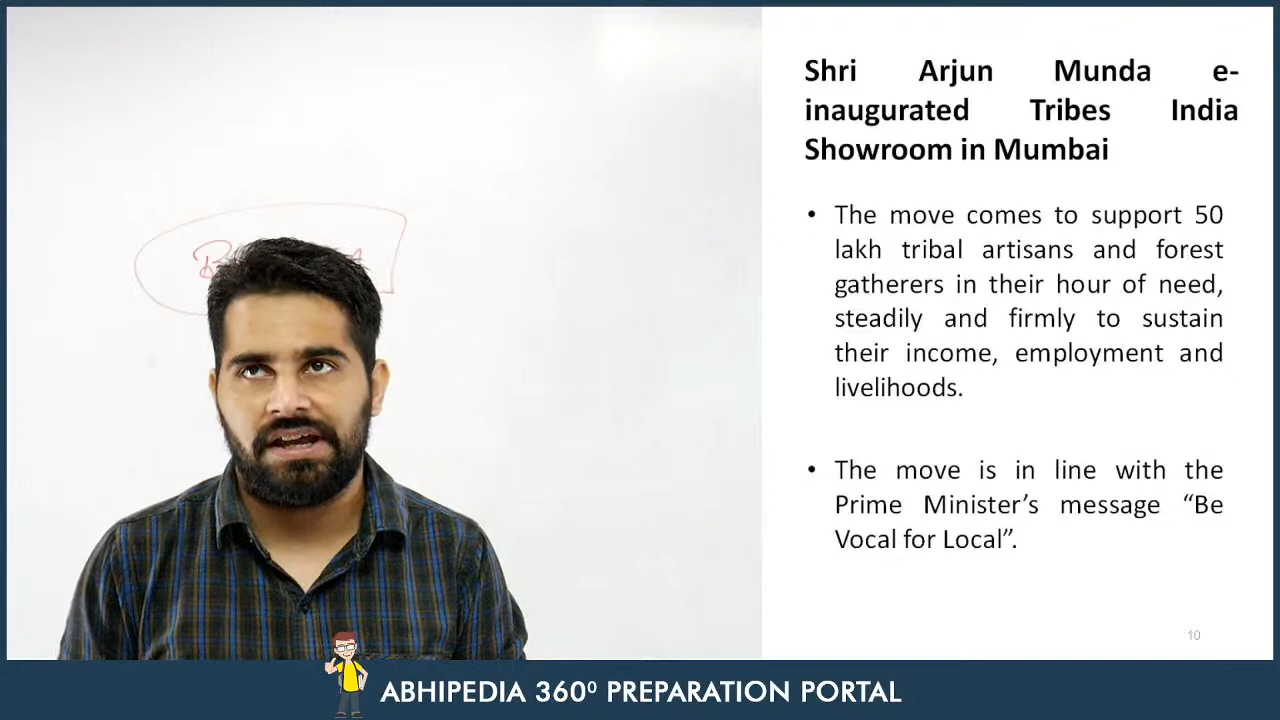 Shri Arjun Munda e-
inaugurated Tribes India
Showroom in Mumbai
• The move comes to support 50
lakh tribal artisans and forest
gatherers in their hour of need,
steadily and firmly to sustain
their income, employment and
livelihoods.
• The move is in line with the
Prime Minister’s message “Be
Vocal for Local”.
10
ABHIPEDIA 360⁰ PREPARATION PORTAL